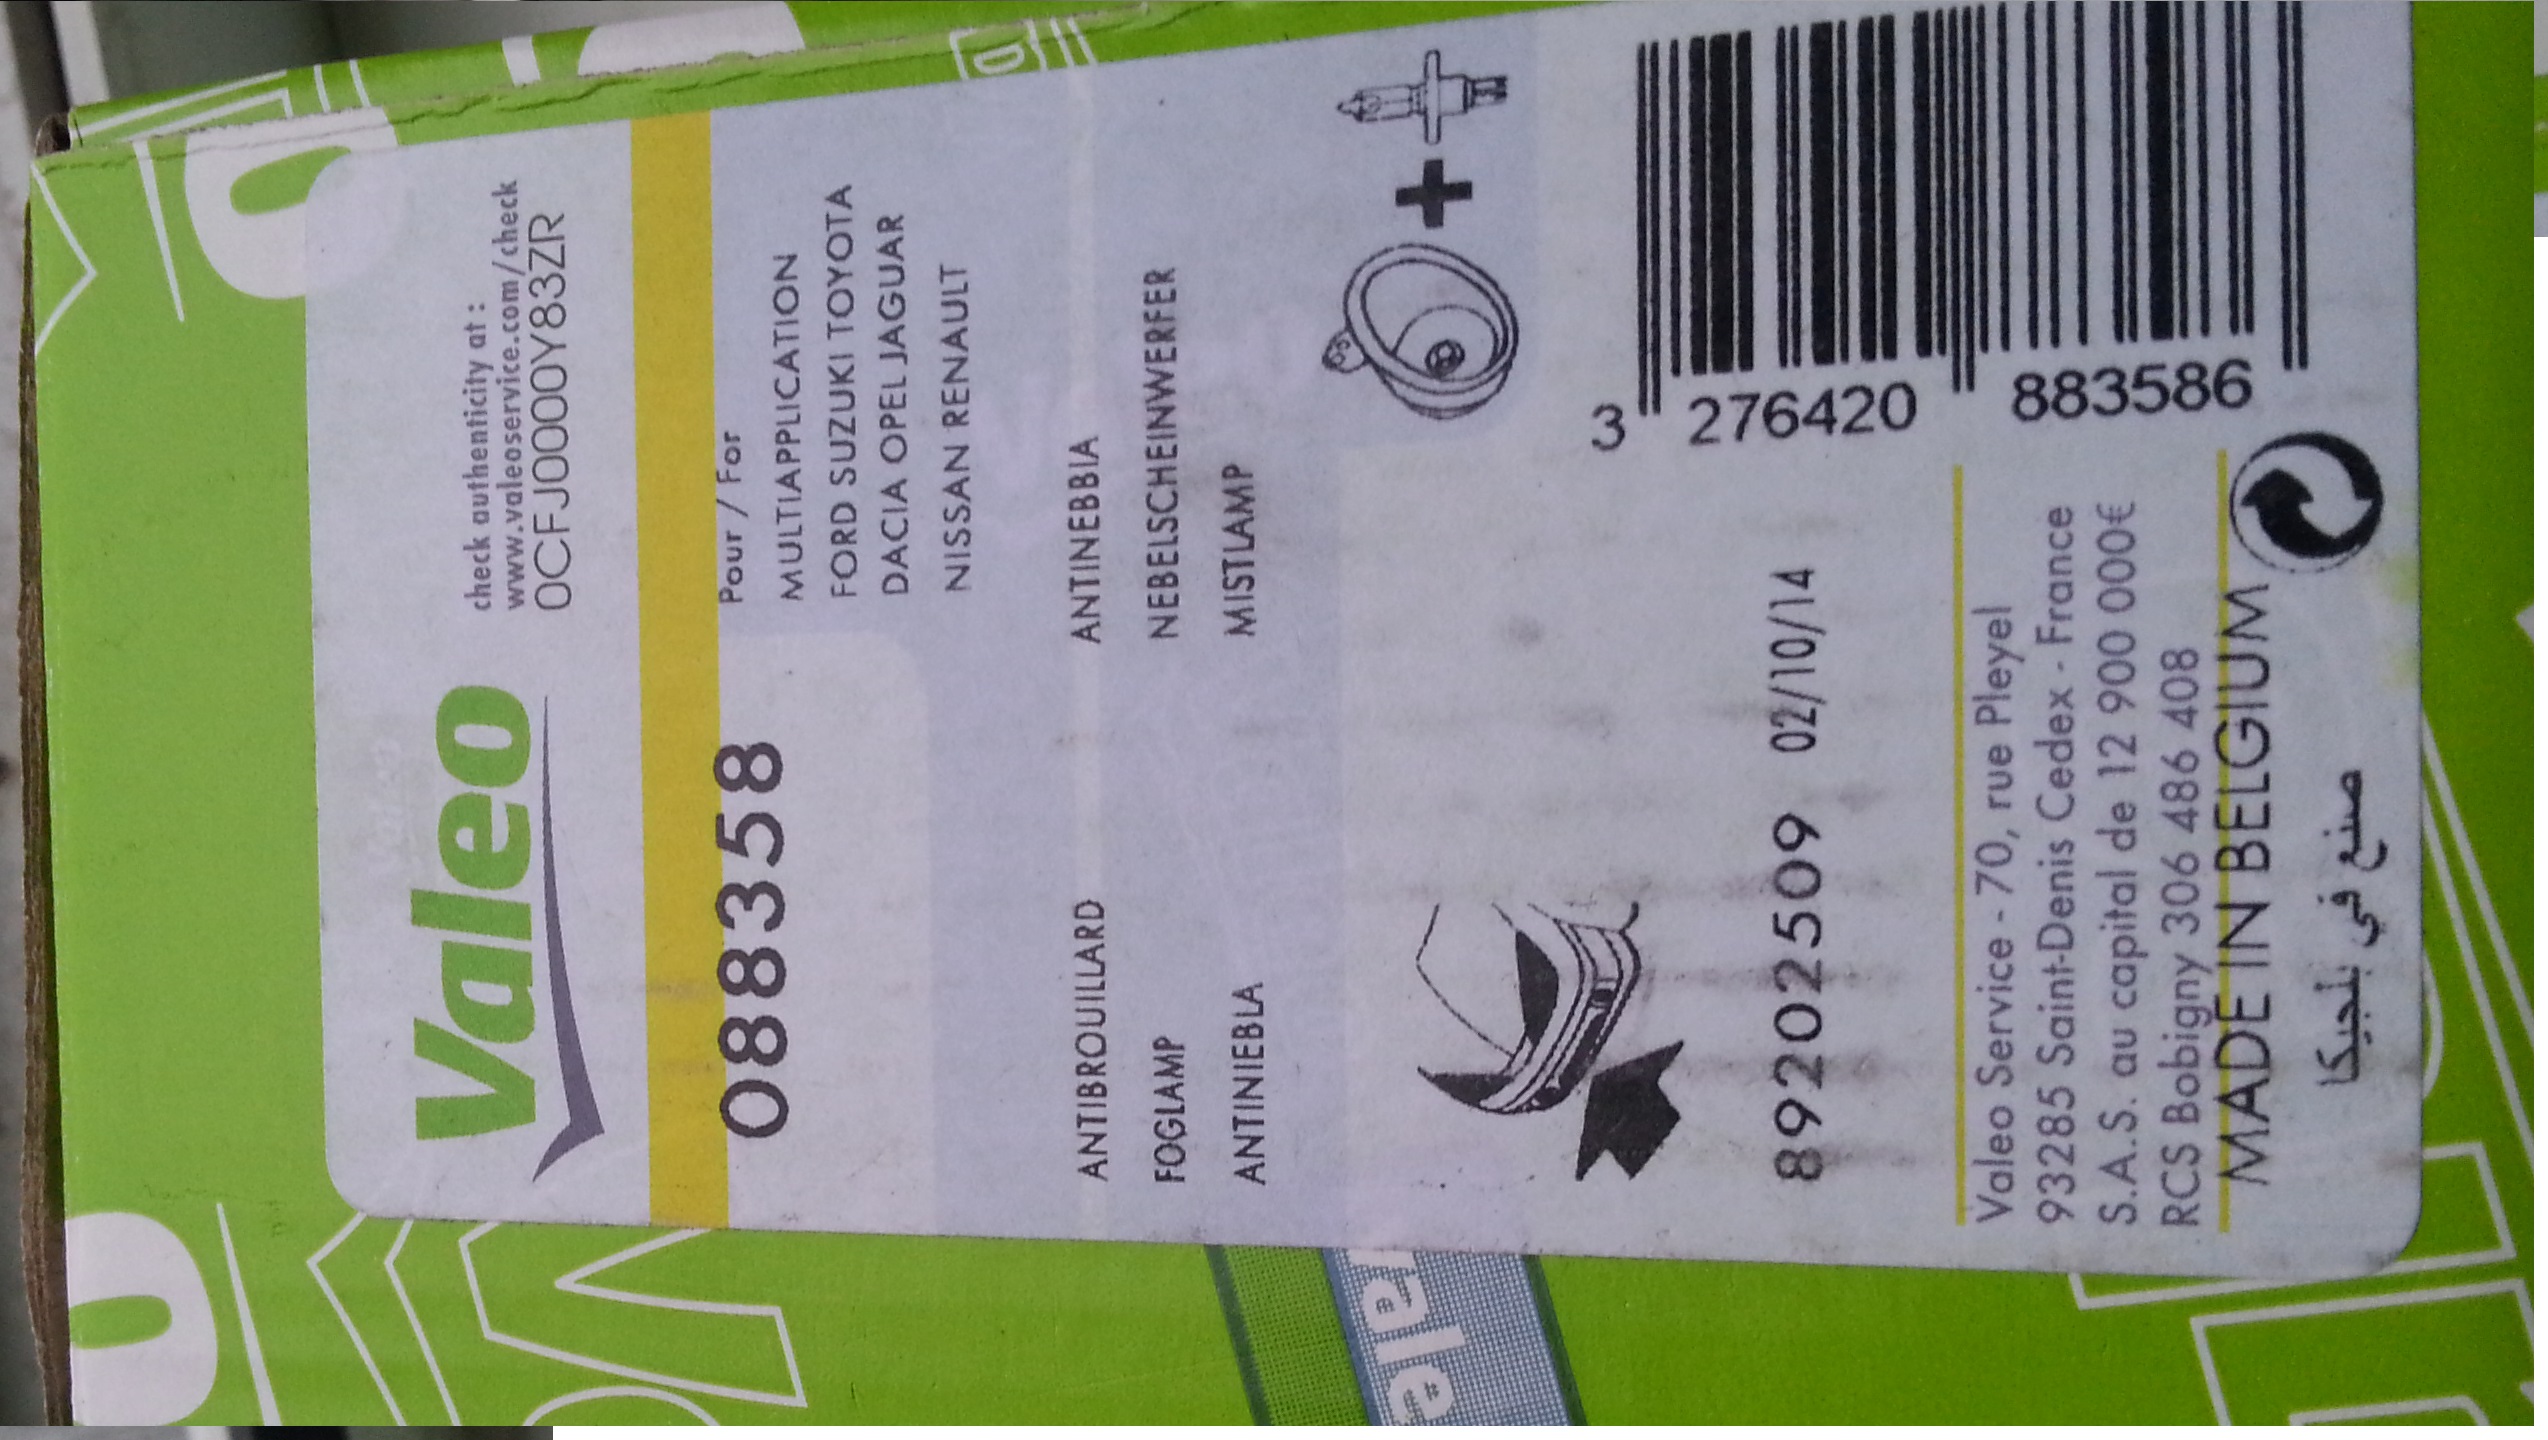 Valeo
check authenticity at :
www.valeoservice.com/check
0CFJ0000Y83ZR
088358
Pour / For
MULTIAPPLICATION
FORD SUZUKI TOYOTA
DACIA OPEL JAGUAR
NISSAN RENAULT
ANTIBROUILLARD ANTINEBBIA
FOGLAMP NEBELSCHEINWERFER
ANTINIEBLA MISTLAMP
89202509 02/10/14
3 276420 883586
Valeo Service - 70, rue Pleyel
93285 Saint-Denis Cedex - France
S.A.S. au capital de 12 900 000€
RCS Bobigny 306 486 408
MADE IN BELGIUM
صنع في بلجيكا
vale